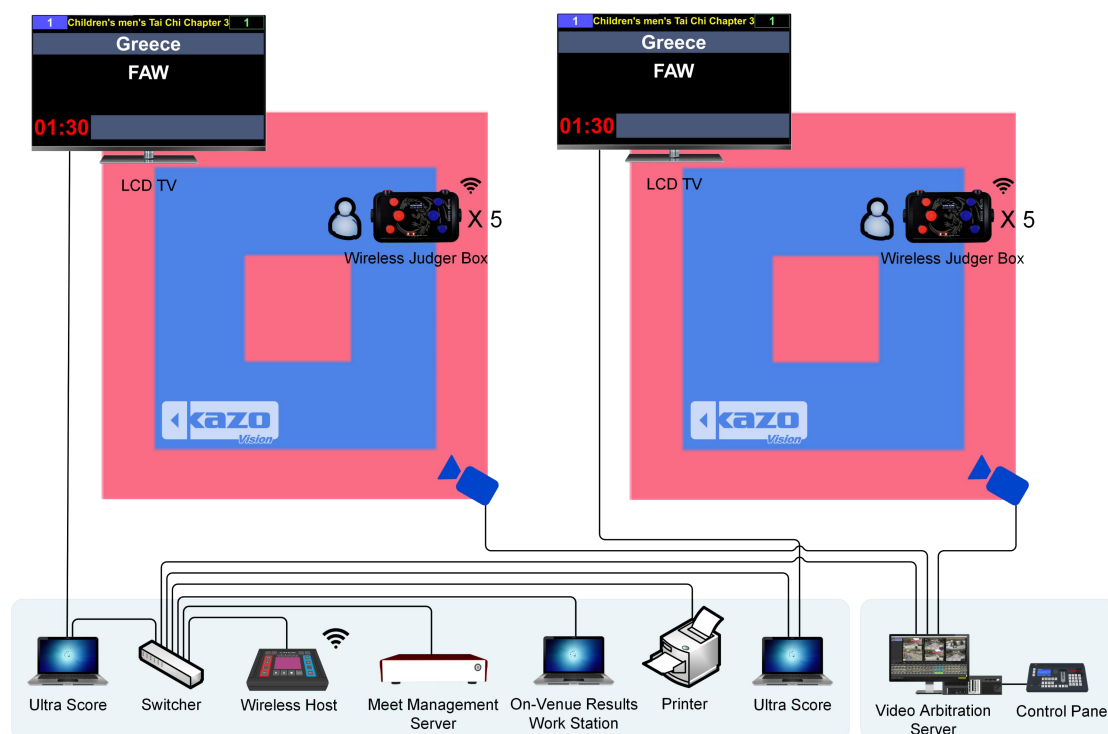 1 Children's men's Tai Chi Chapter 3 1
Greece
FAW
01:30
LCD TV
X 5
Wireless Judger Box
kazo
Vision
1 Children's men's Tai Chi Chapter 3 1
Greece
FAW
01:30
LCD TV
X 5
Wireless Judger Box
kazo
Vision
Ultra Score
Switcher
Wireless Host
Meet Management
Server
On-Venue Results
Work Station
Printer
Ultra Score
Video Arbitration
Server
Control Pane